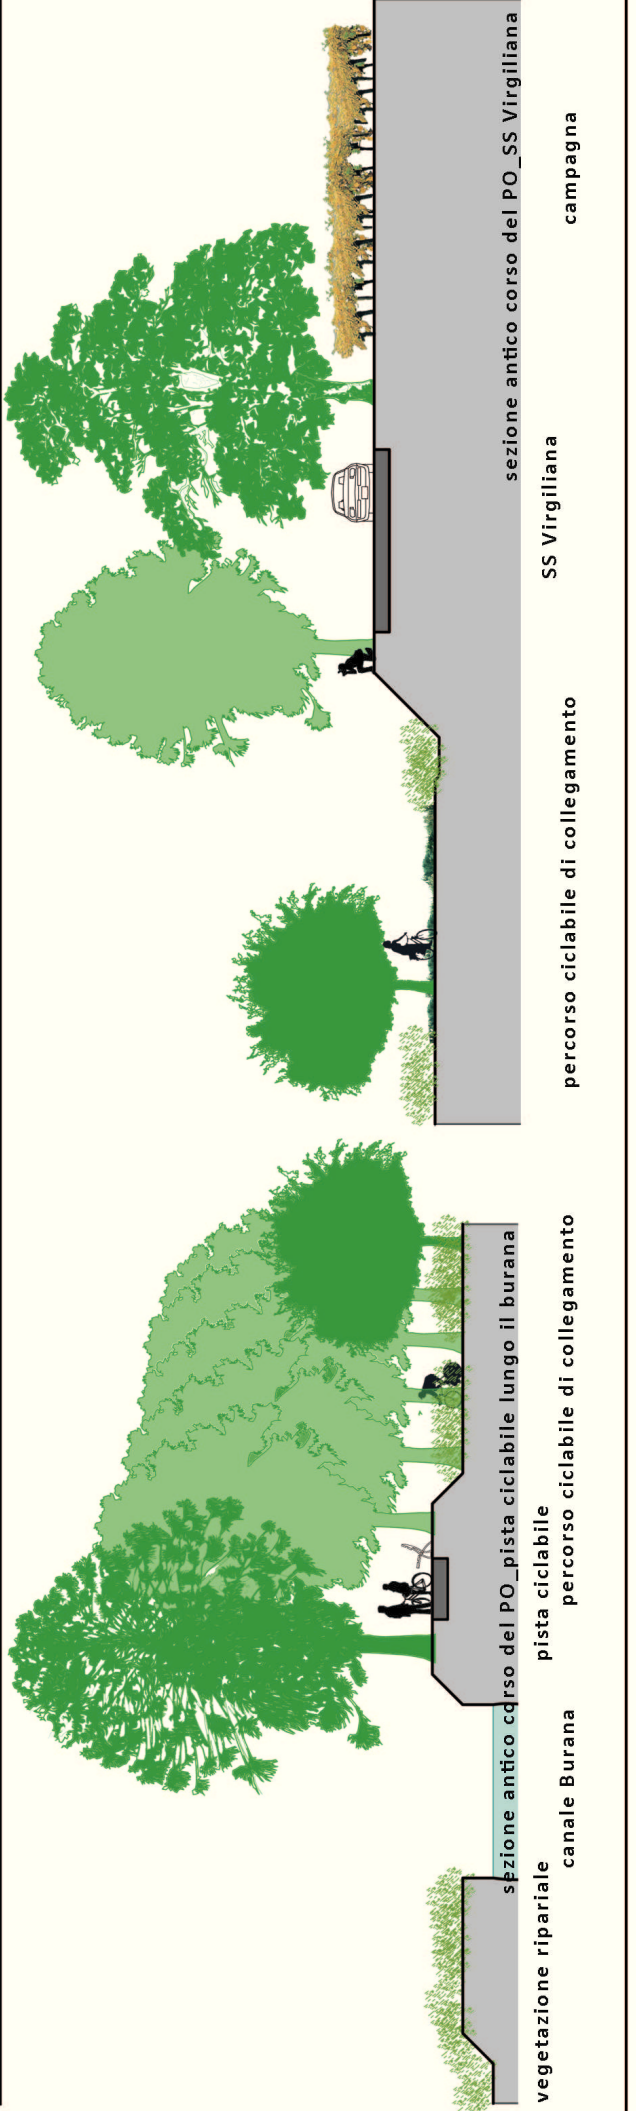 sezione antico corso del PO_pista ciclabile lungo il burana
vegetazione ripariale
canale Burana
pista ciclabile
percorso ciclabile di collegamento
sezione antico corso del PO_SS Virgiliana
percorso ciclabile di collegamento
SS Virgiliana
campagna